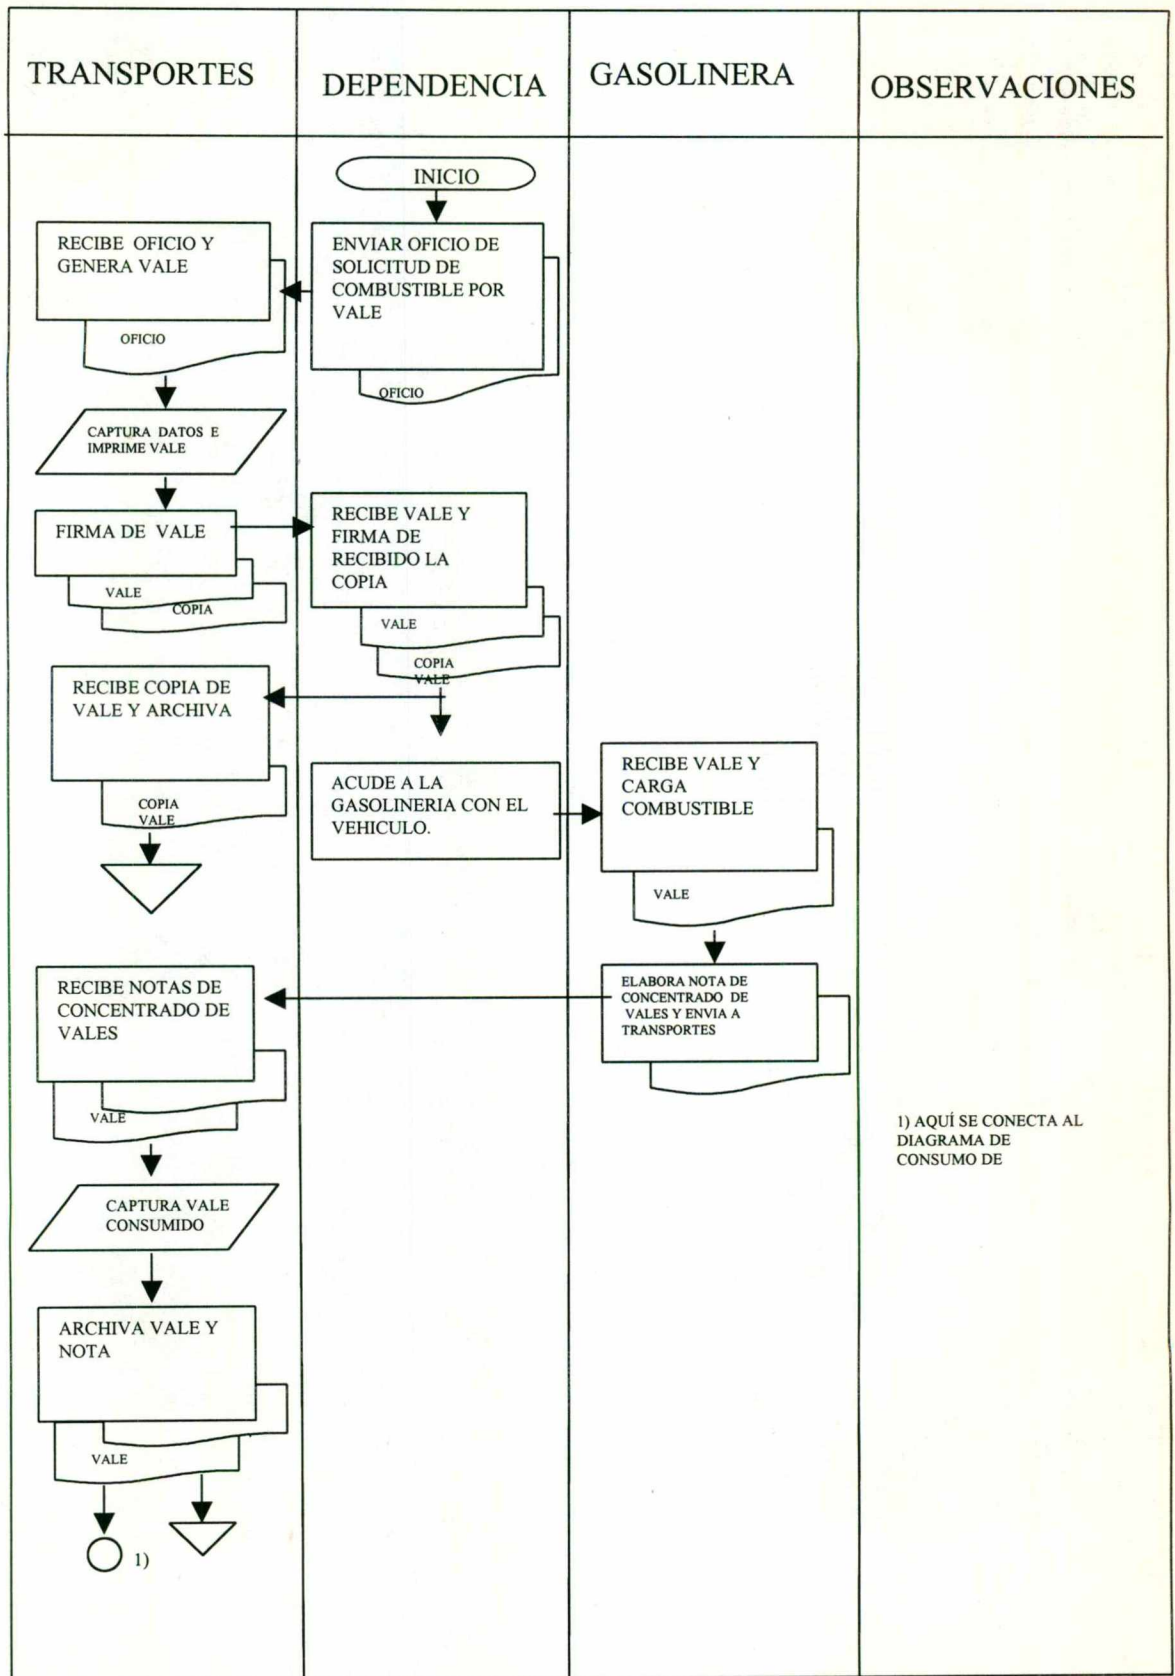 TRANSPORTES
DEPENDENCIA
GASOLINERA
OBSERVACIONES
INICIO
ENVIAR OFICIO DE
SOLICITUD DE
COMBUSTIBLE POR
VALE
OFICIO
RECIBE OFICIO Y
GENERA VALE
OFICIO
CAPTURA DATOS E
IMPRIME VALE
FIRMA DE VALE
VALE
COPIA
RECIBE VALE Y
FIRMA DE
RECIBIDO LA
COPIA
VALE
COPIA
VALE
RECIBE COPIA DE
VALE Y ARCHIVA
COPIA
VALE
ACUDE A LA
GASOLINERIA CON EL
VEHICULO.
RECIBE VALE Y
CARGA
COMBUSTIBLE
VALE
ELABORA NOTA DE
CONCENTRADO DE
VALES Y ENVIA A
TRANSPORTES
RECIBE NOTAS DE
CONCENTRADO DE
VALES
VALE
1) AQUÍ SE CONECTA AL
DIAGRAMA DE
CONSUMO DE
CAPTURA VALE
CONSUMIDO
ARCHIVA VALE Y
NOTA
VALE
1)